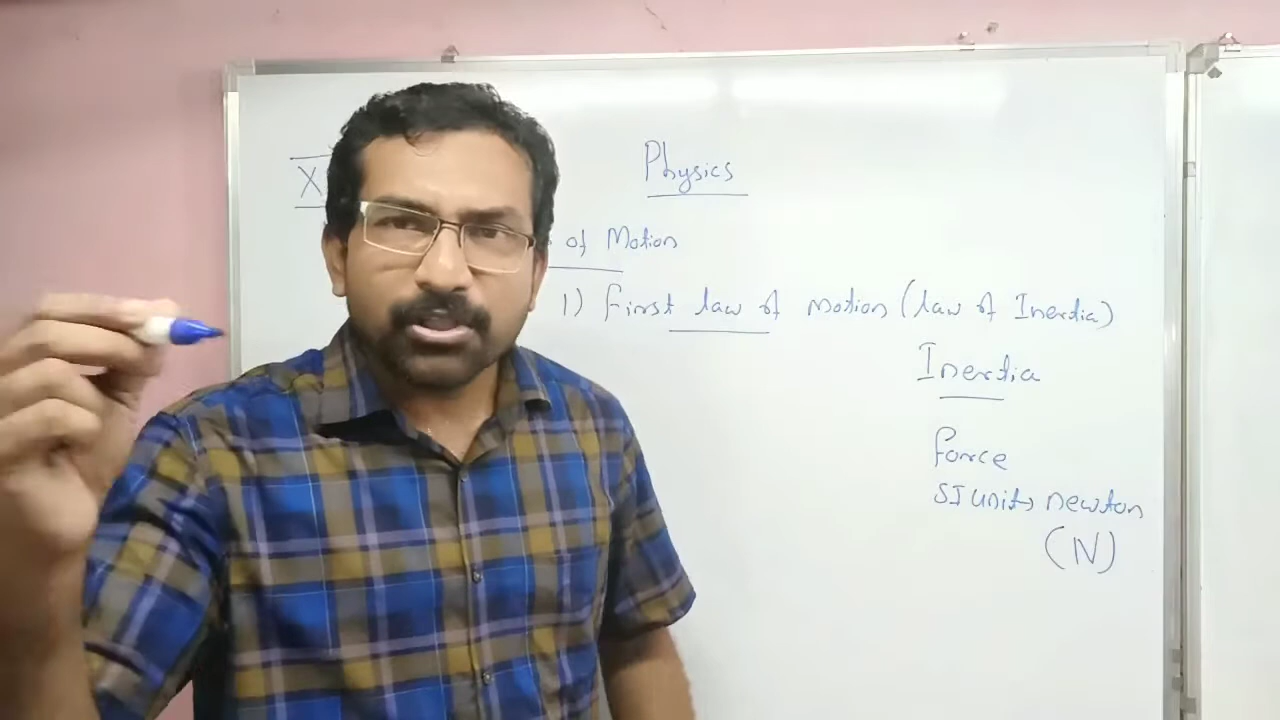 X
Physics
of Motion
1) First law of motion (law of Inertia)
Inertia
force
SI unit → newton
(N)